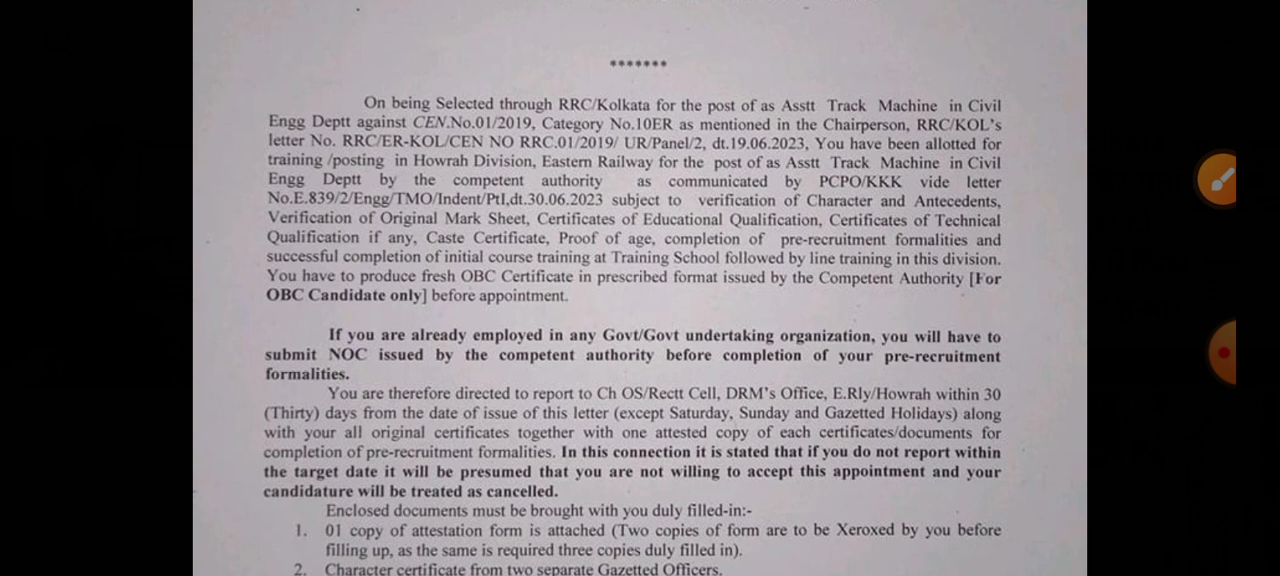 *******
On being Selected through RRC/Kolkata for the post of as Asstt Track Machine in Civil
Engg Deptt against CEN.No.01/2019, Category No.10ER as mentioned in the Chairperson, RRC/KOL's
letter No. RRC/ER-KOL/CEN NO RRC.01/2019/ UR/Panel/2, dt.19.06.2023, You have been allotted for
training /posting in Howrah Division, Eastern Railway for the post of as Asstt Track Machine in Civil
Engg Deptt by the competent authority as communicated by PCPO/KKK vide letter
No.E.839/2/Engg/TMO/Indent/PtI,dt.30.06.2023 subject to verification of Character and Antecedents,
Verification of Original Mark Sheet, Certificates of Educational Qualification, Certificates of Technical
Qualification if any, Caste Certificate, Proof of age, completion of pre-recruitment formalities and
successful completion of initial course training at Training School followed by line training in this division.
You have to produce fresh OBC Certificate in prescribed format issued by the Competent Authority [For
OBC Candidate only] before appointment.
If you are already employed in any Govt/Govt undertaking organization, you will have to
submit NOC issued by the competent authority before completion of your pre-recruitment
formalities.
You are therefore directed to report to Ch OS/Rectt Cell, DRM's Office, E.Rly/Howrah within 30
(Thirty) days from the date of issue of this letter (except Saturday, Sunday and Gazetted Holidays) along
with your all original certificates together with one attested copy of each certificates/documents for
completion of pre-recruitment formalities. In this connection it is stated that if you do not report within
the target date it will be presumed that you are not willing to accept this appointment and your
candidature will be treated as cancelled.
Enclosed documents must be brought with you duly filled-in:-
1. 01 copy of attestation form is attached (Two copies of form are to be Xeroxed by you before
filling up, as the same is required three copies duly filled in).
2. Character certificate from two separate Gazetted Officers.